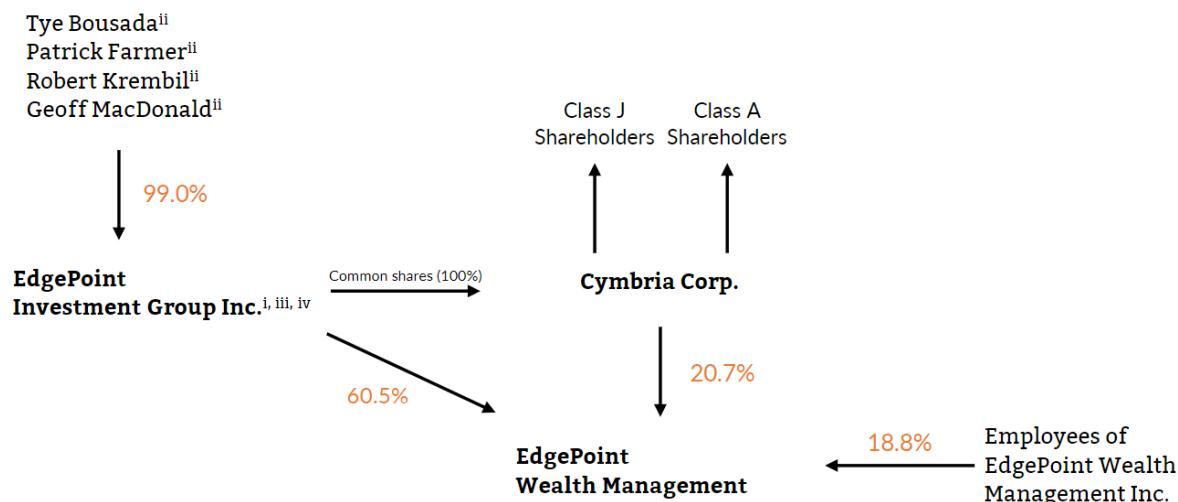 Tye Bousadaii
Patrick Farmerii
Robert Krembilii
Geoff MacDonaldii
99.0%
Class J
Shareholders
Class A
Shareholders
EdgePoint
Investment Group Inc.i, iii, iv
Common shares (100%)
Cymbria Corp.
60.5%
20.7%
EdgePoint
Wealth Management
18.8%
Employees of
EdgePoint Wealth
Management Inc.